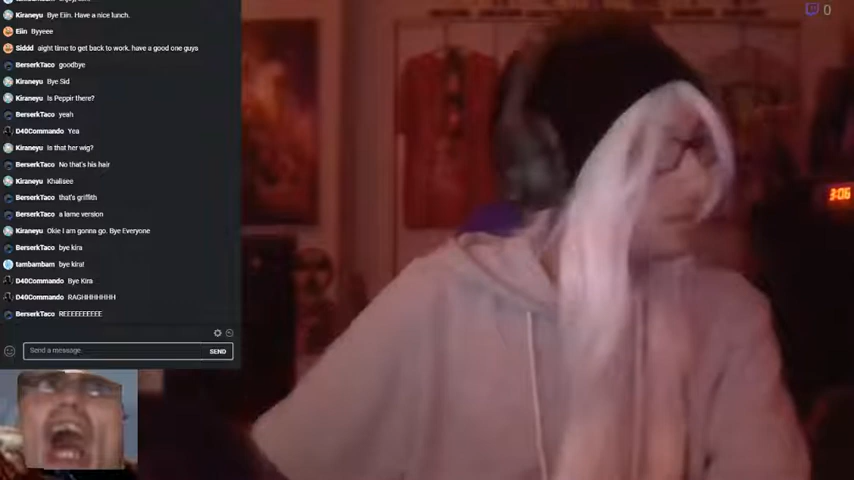 Kiraneyu Bye Eiin. Have a nice lunch.
Eiin Byyeee
Siddd aight time to get back to work. have a good one guys
BerserkTaco goodbye
Kiraneyu Bye Sid
Kiraneyu Is Peppir there?
BerserkTaco yeah
D40Commando Yea
Kiraneyu Is that her wig?
BerserkTaco No that's his hair
Kiraneyu Khalisee
BerserkTaco that's griffith
BerserkTaco a lame version
Kiraneyu Okie I am gonna go. Bye Everyone
BerserkTaco bye kira
tambambam bye kira!
D40Commando Bye Kira
D40Commando RAGHHHHHHH
BerserkTaco REEEEEEEEEE
Send a message
SEND
0
3:06